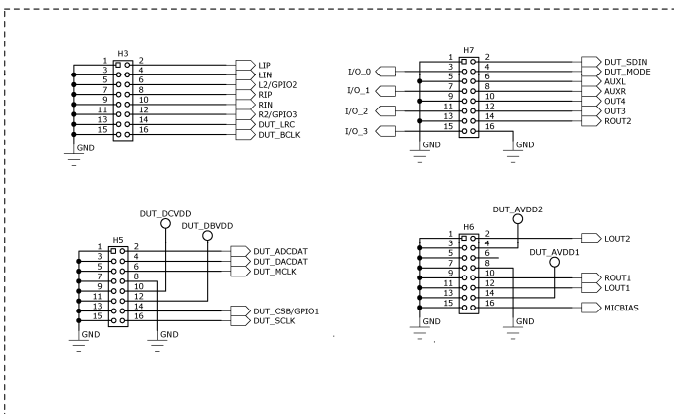 H3
1 2 LIP
3 4 LIN
5 6 L2/GPIO2
7 8 RIP
9 10 RIN
11 12 R2/GPIO3
13 14 DUT_LRC
15 16 DUT_BCLK
GND
H7
1 2 DUT_SDIN
I/O_0 3 4 DUT_MODE
5 6 AUXL
I/O_1 7 8 AUXR
9 10 OUT4
I/O_2 11 12 OUT3
13 14 ROUT2
I/O_3 15 16
GND GND
DUT_DCVDD
DUT_DBVDD
H5
1 2 DUT_ADCDAT
3 4 DUT_DACDAT
5 6 DUT_MCLK
7 8
9 10
11 12
13 14 DUT_CSB/GPIO1
15 16 DUT_SCLK
GND GND
DUT_AVDD2
H6
DUT_AVDD1
1 2 LOUT2
3 4
5 6
7 8
9 10 ROUT1
11 12 LOUT1
13 14
15 16 MICBIAS
GND GND